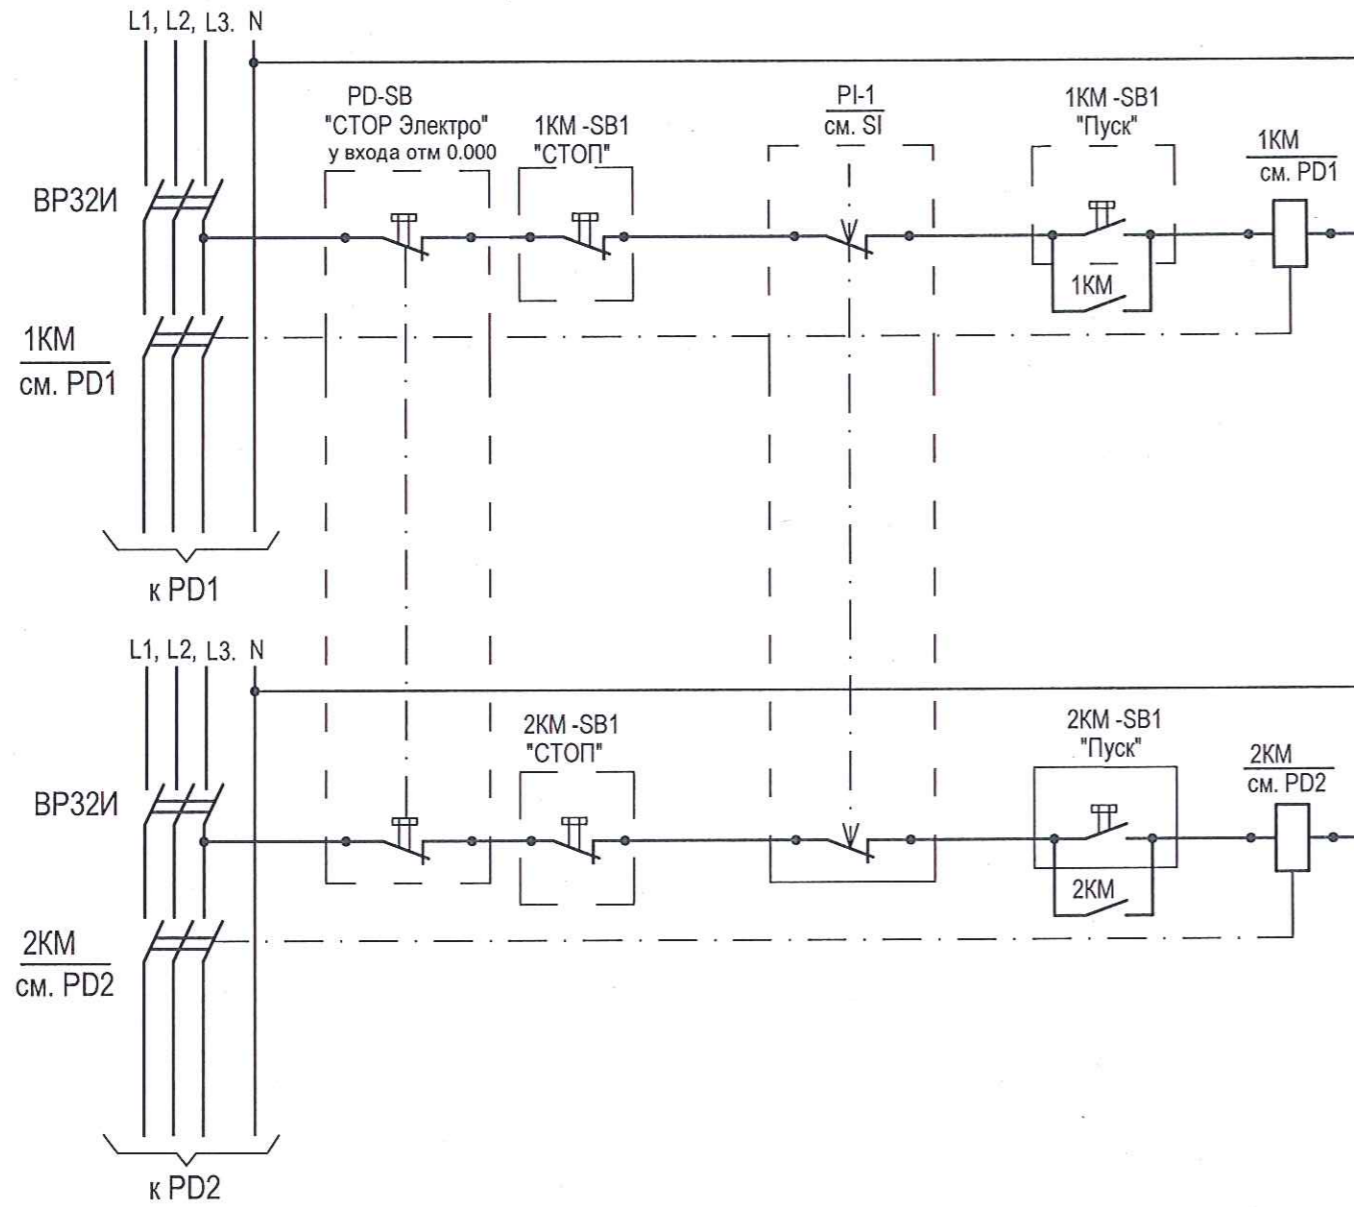 L1, L2, L3. N
PD-SB
"СТОР Электро"
у входа отм 0.000
1КМ -SB1
"СТОП"
PI-1
см. SI
1КМ -SB1
"Пуск"
1КМ
см. PD1
ВР32И
1КМ
1КМ
см. PD1
к PD1
L1, L2, L3. N
2КМ -SB1
"СТОП"
2КМ -SB1
"Пуск"
2КМ
см. PD2
ВР32И
2КМ
2КМ
см. PD2
к PD2